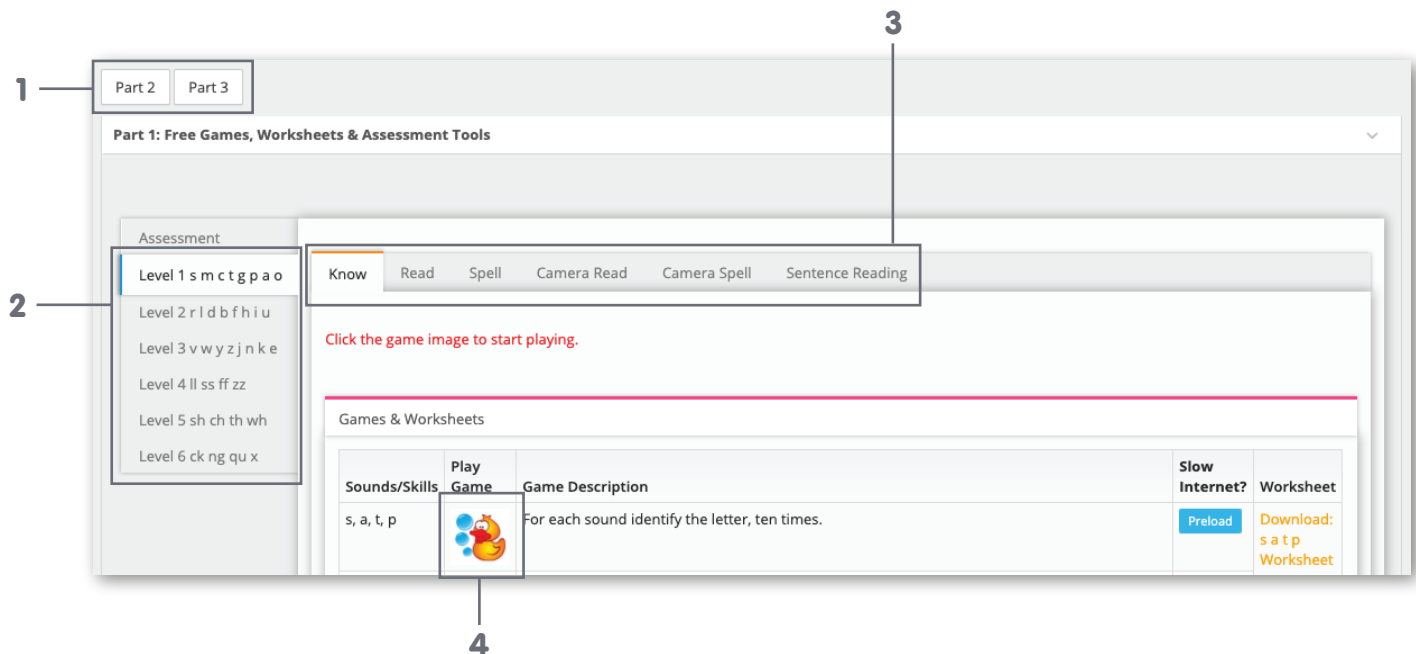 3
1
Part 2 Part 3
Part 1: Free Games, Worksheets & Assessment Tools
Assessment
Level 1 s m c t g p a o
Level 2 r l d b f h i u
Level 3 v w y z j n k e
Level 4 ll ss ff zz
Level 5 sh ch th wh
Level 6 ck ng qu x
2
Know Read Spell Camera Read Camera Spell Sentence Reading
Click the game image to start playing.
Games & Worksheets
Sounds/Skills
Play
Game
Game Description
Slow
Internet?
Worksheet
s, a, t, p
For each sound identify the letter, ten times.
Preload
Download:
s a t p
Worksheet
4